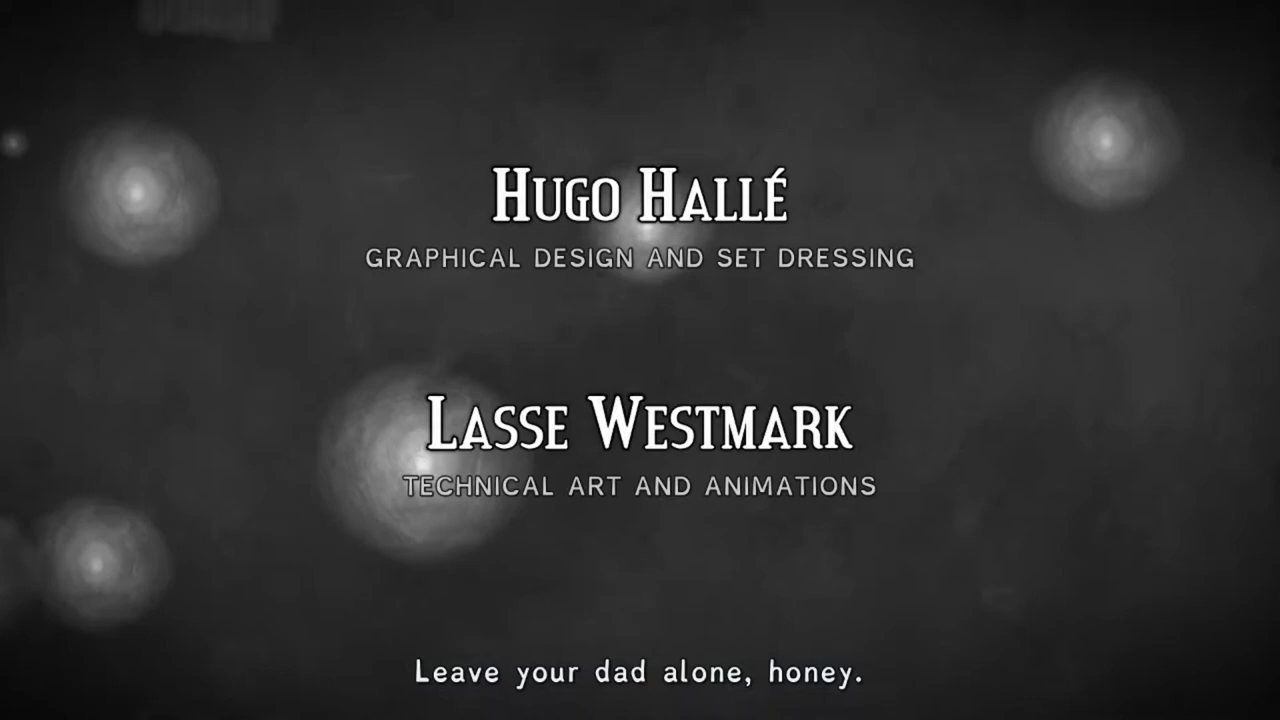 Hugo Hallé
GRAPHICAL DESIGN AND SET DRESSING
Lasse Westmark
TECHNICAL ART AND ANIMATIONS
Leave your dad alone, honey.